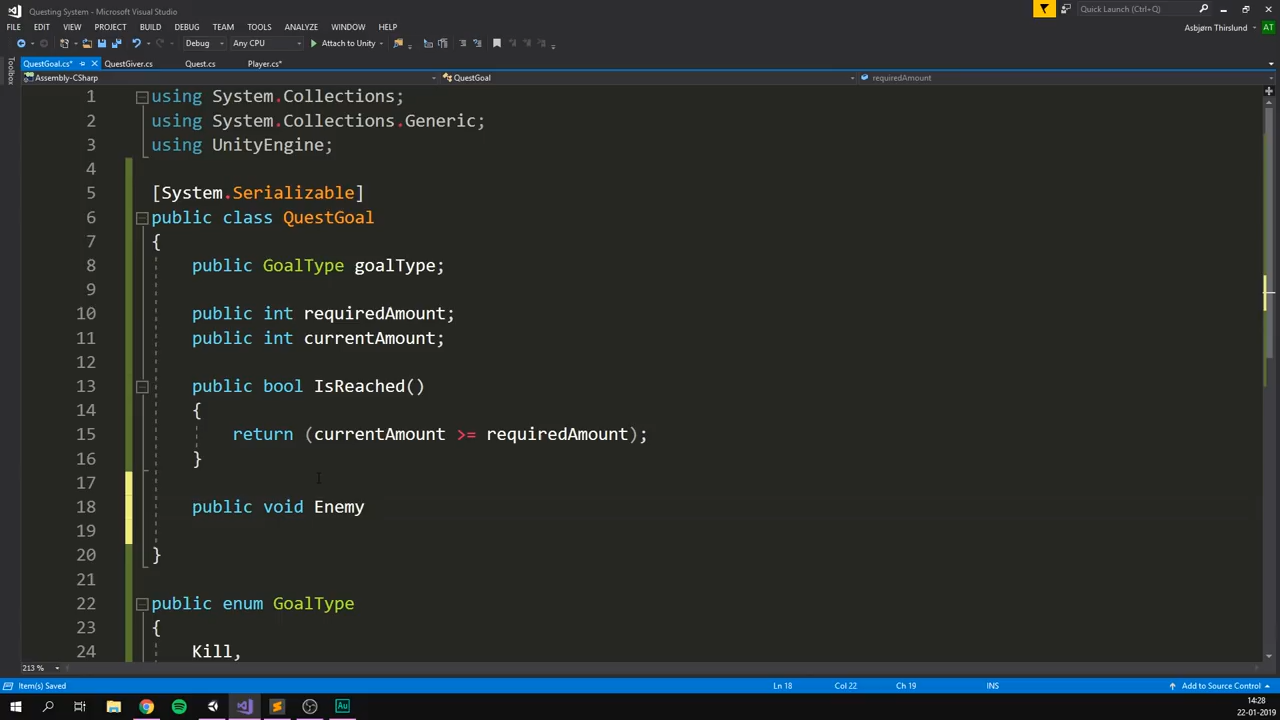 Questing System - Microsoft Visual Studio
Quick Launch (Ctrl+Q)
FILE EDIT VIEW PROJECT BUILD DEBUG TEAM TOOLS ANALYZE WINDOW HELP
Asbjørn Thirslund AT
Debug Any CPU Attach to Unity
QuestGoal.cs* QuestGiver.cs Quest.cs Player.cs*
Toolbox
Assembly-CSharp QuestGoal requiredAmount
1 using System.Collections;
2 using System.Collections.Generic;
3 using UnityEngine;
4
5 [System.Serializable]
6 public class QuestGoal
7 {
8 public GoalType goalType;
9
10 public int requiredAmount;
11 public int currentAmount;
12
13 public bool IsReached()
14 {
15 return (currentAmount >= requiredAmount);
16 }
17
18 public void Enemy
19
20 }
21
22 public enum GoalType
23 {
24 Kill,
213 %
Item(s) Saved Ln 18 Col 22 Ch 19 INS Add to Source Control
Au 14:28
22-01-2019